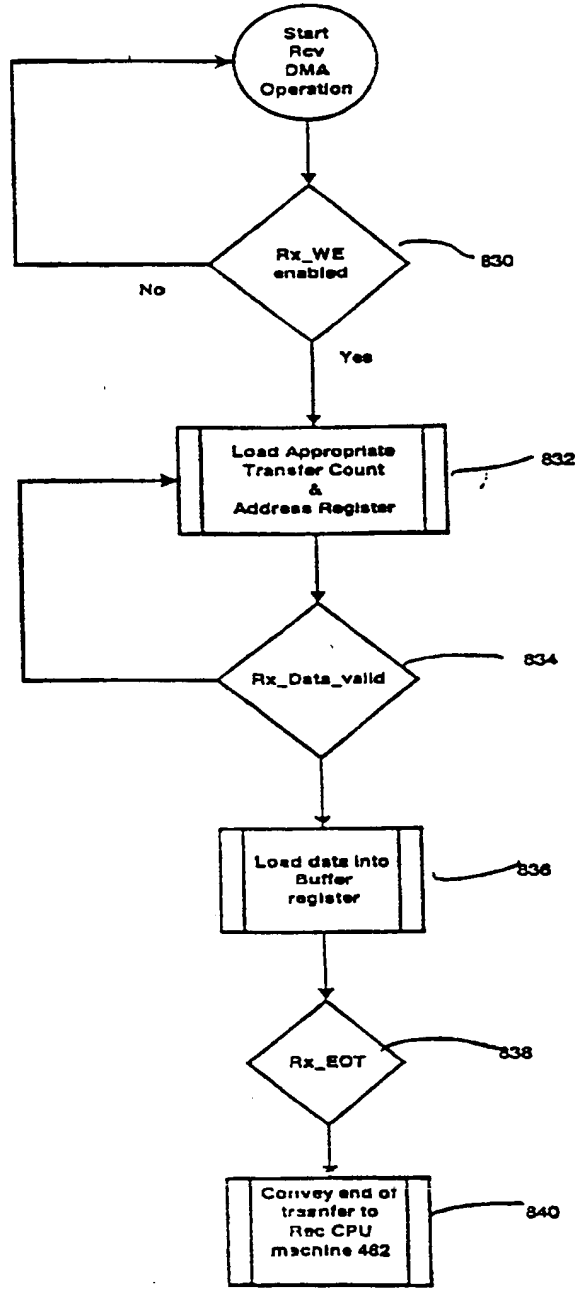 Start
Rcv
DMA
Operation
Rx_WE
enabled
830
No
Yes
Load Appropriate
Transfer Count
&
Address Register
832
Rx_Data_valid
834
Load data into
Buffer
register
836
Rx_EOT
838
Convey end of
transfer to
Rec CPU
machine 482
840